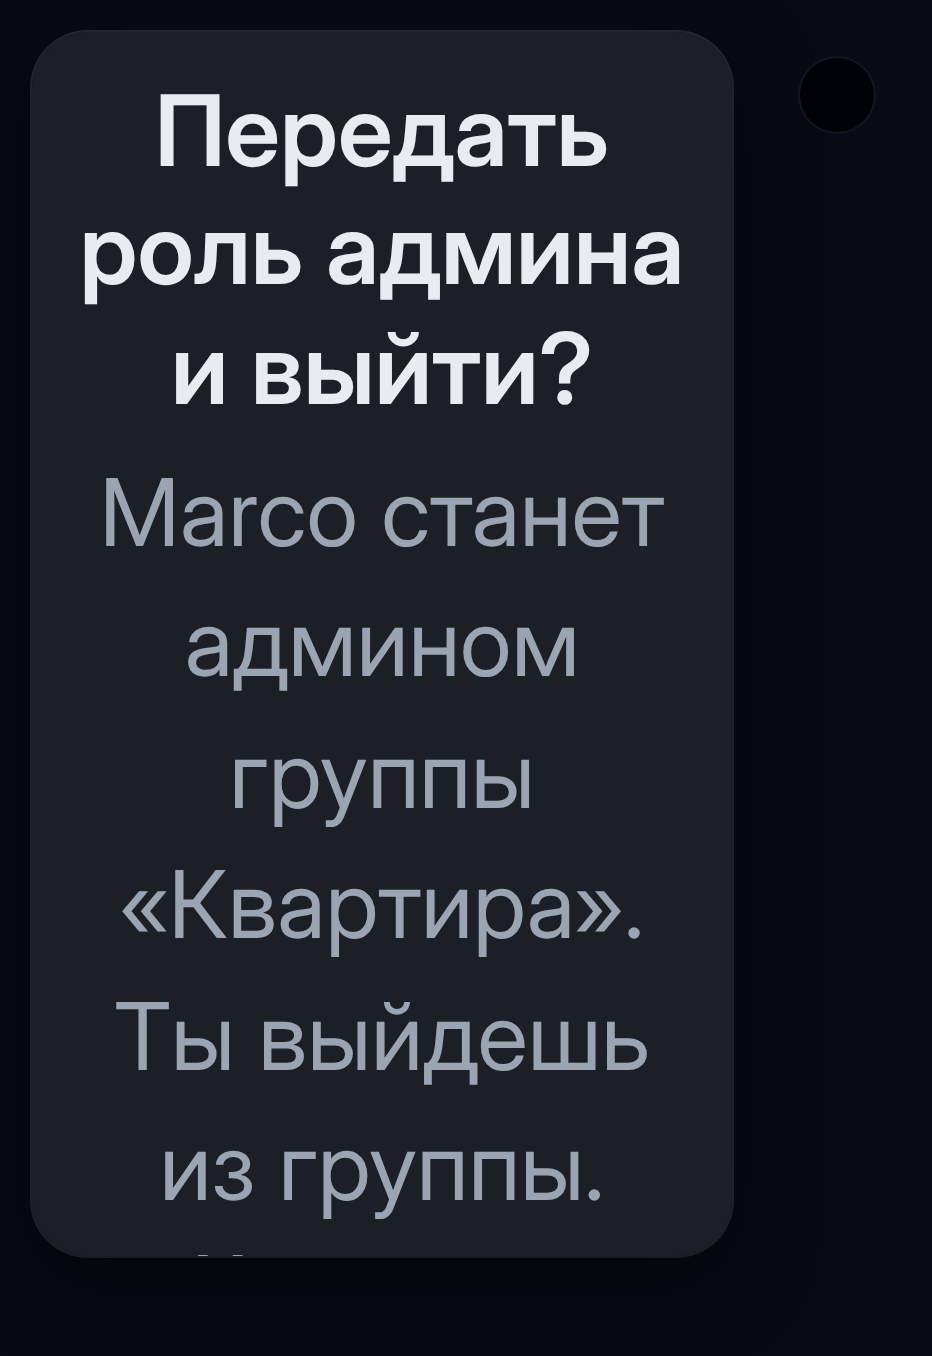 Передать
роль админа
и выйти?
Marco станет
админом
группы
«Квартира».
Ты выйдешь
из группы.